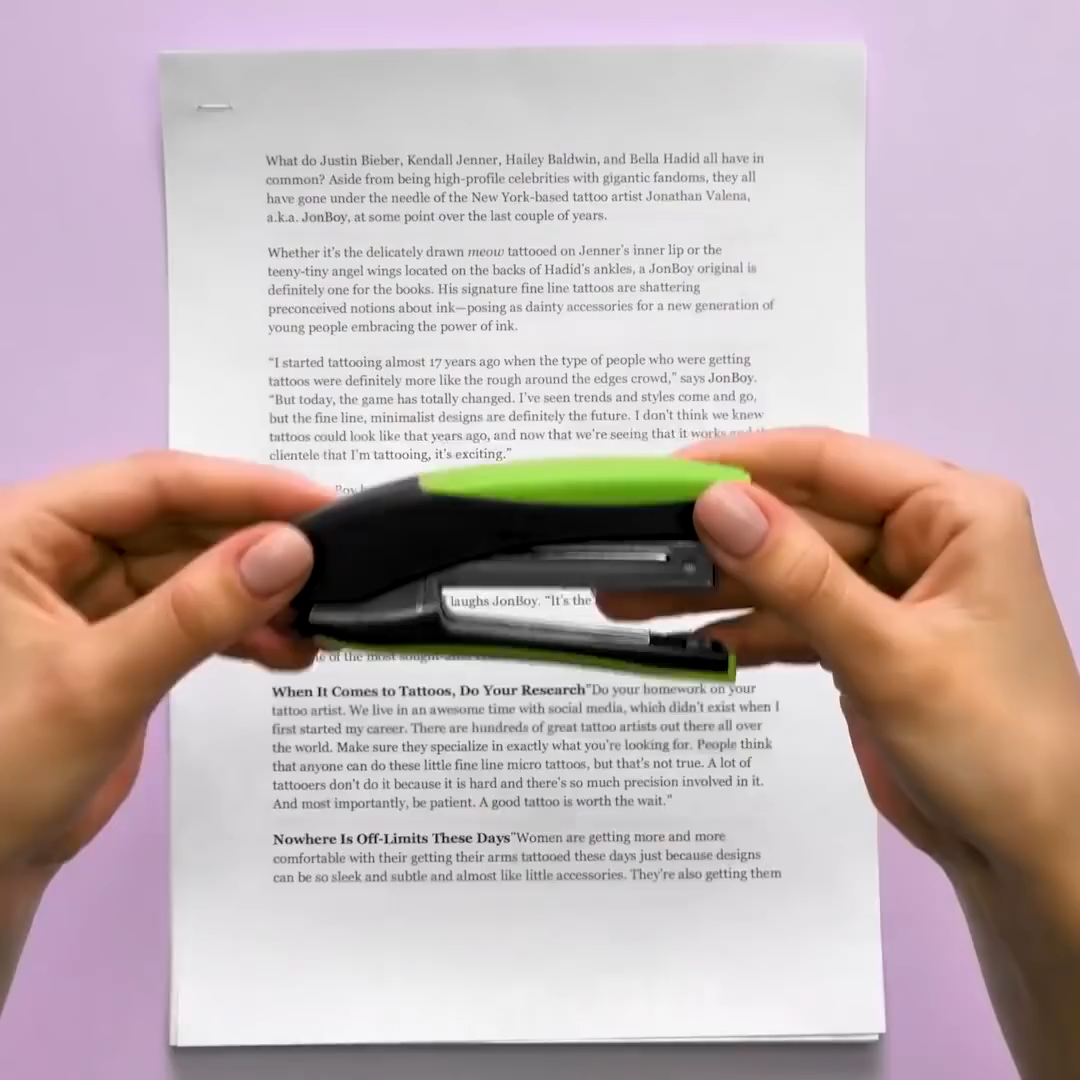 What do Justin Bieber, Kendall Jenner, Hailey Baldwin, and Bella Hadid all have in
common? Aside from being high-profile celebrities with gigantic fandoms, they all
have gone under the needle of the New York-based tattoo artist Jonathan Valena,
a.k.a. JonBoy, at some point over the last couple of years.
Whether it's the delicately drawn meow tattooed on Jenner's inner lip or the
teeny-tiny angel wings located on the backs of Hadid's ankles, a JonBoy original is
definitely one for the books. His signature fine line tattoos are shattering
preconceived notions about ink—posing as dainty accessories for a new generation of
young people embracing the power of ink.
“I started tattooing almost 17 years ago when the type of people who were getting
tattoos were definitely more like the rough around the edges crowd,” says JonBoy.
“But today, the game has totally changed. I've seen trends and styles come and go,
but the fine line, minimalist designs are definitely the future. I don't think we knew
tattoos could look like that years ago, and now that we're seeing that it works
clientele that I'm tattooing, it's exciting.”
laughs JonBoy. “It's the
of the most
When It Comes to Tattoos, Do Your Research”Do your homework on your
tattoo artist. We live in an awesome time with social media, which didn't exist when I
first started my career. There are hundreds of great tattoo artists out there all over
the world. Make sure they specialize in exactly what you're looking for. People think
that anyone can do these little fine line micro tattoos, but that's not true. A lot of
tattooers don't do it because it is hard and there's so much precision involved in it.
And most importantly, be patient. A good tattoo is worth the wait.”
Nowhere Is Off-Limits These Days”Women are getting more and more
comfortable with their getting their arms tattooed these days just because designs
can be so sleek and subtle and almost like little accessories. They're also getting them